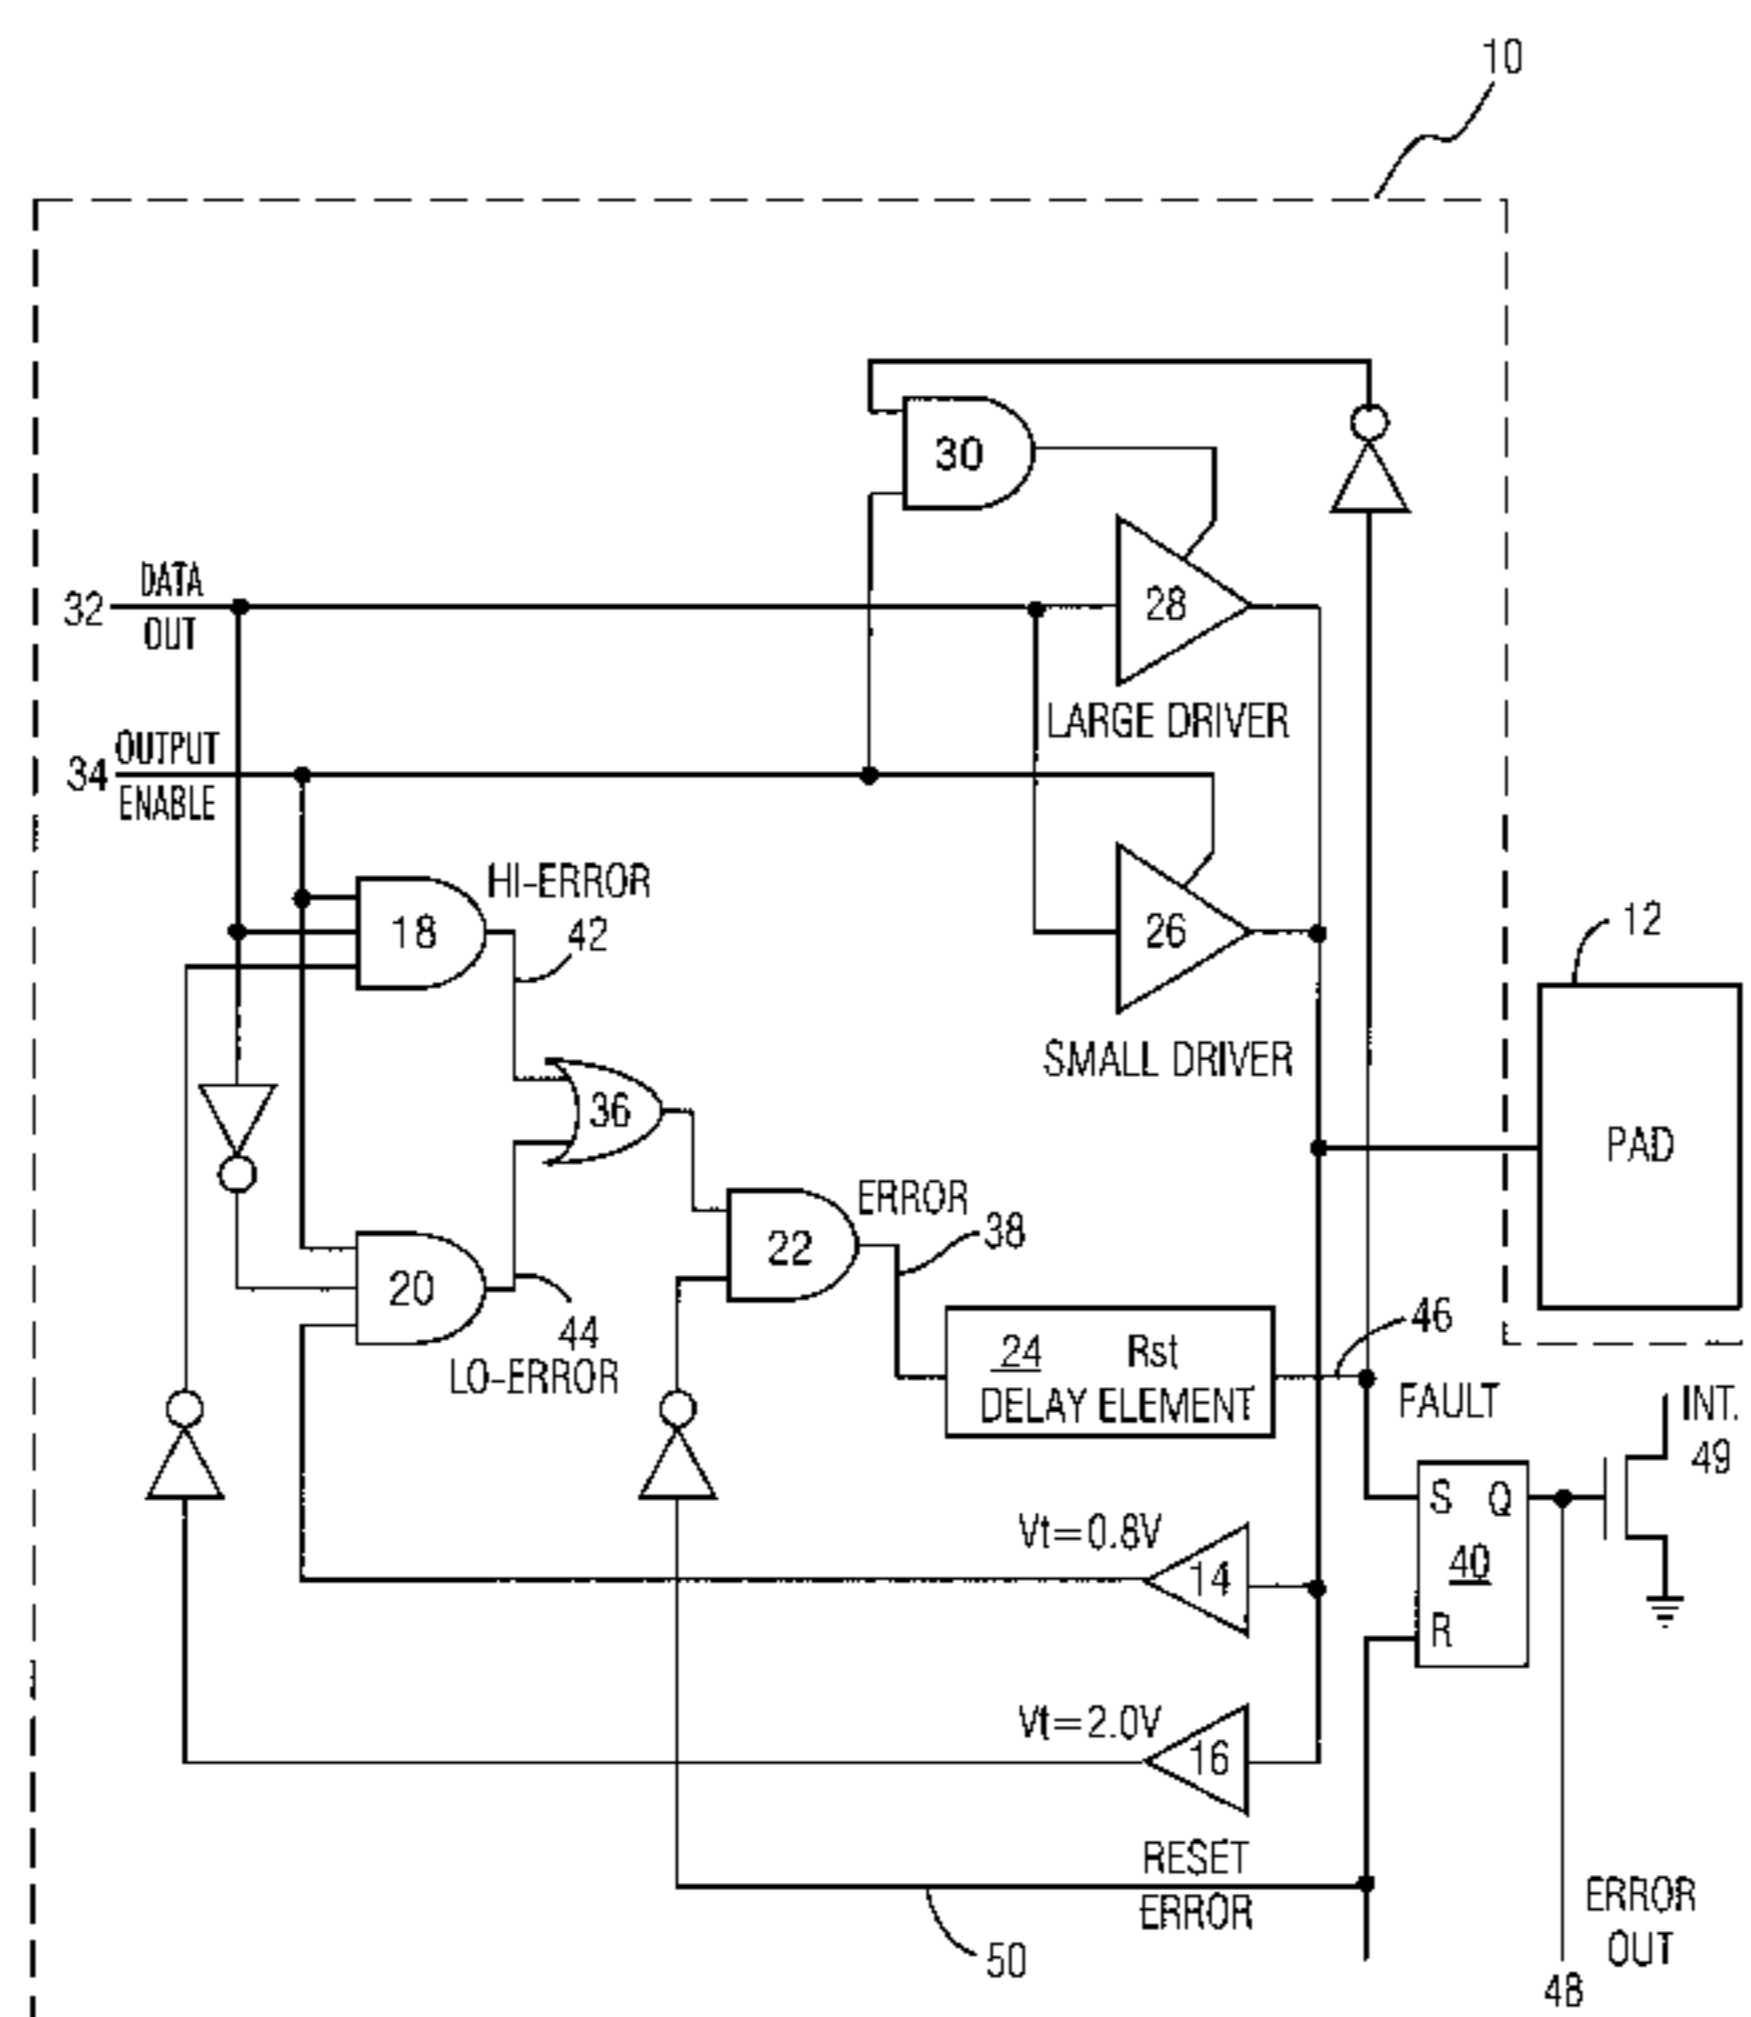 10
30
DATA
32
OUT
28
LARGE DRIVER
OUTPUT
34
ENABLE
HI-ERROR
42
18
26
12
SMALL DRIVER
36
PAD
ERROR
38
22
20
44
LO-ERROR
24 Rst
DELAY ELEMENT
46
FAULT
INT.
49
S Q
40
R
Vt=0.8V
14
Vt=2.0V
16
RESET
ERROR
50
ERROR
OUT
48